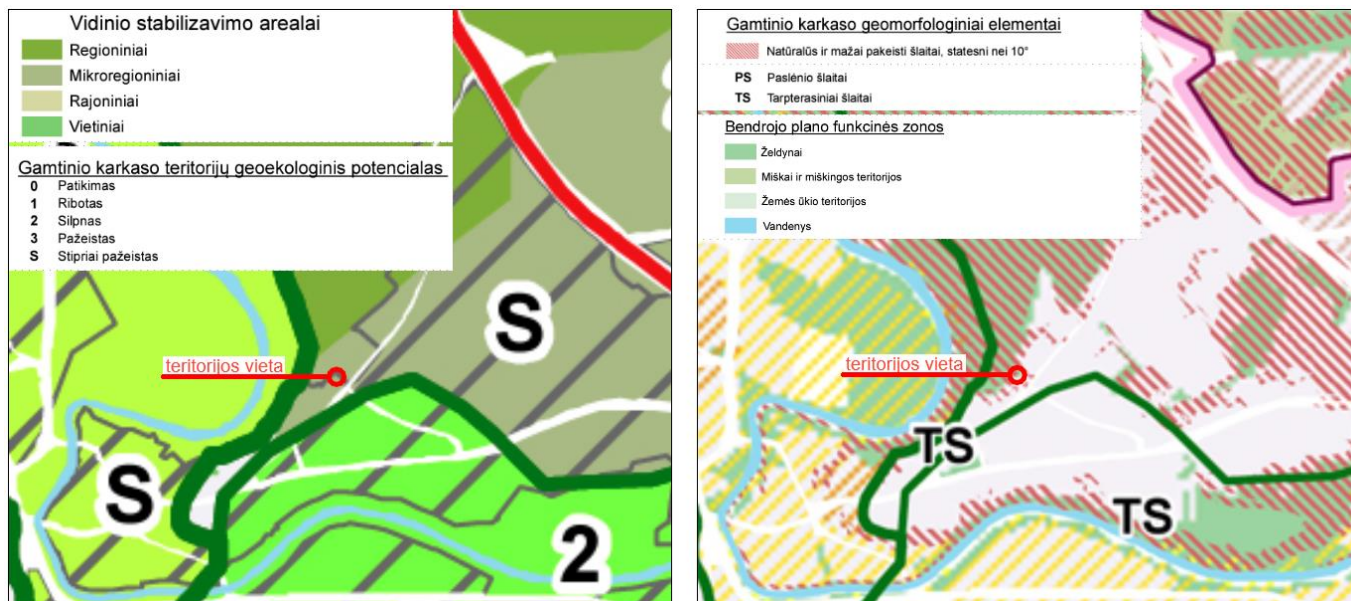 Vidinio stabilizavimo arealai
Regioniniai
Mikroregioniniai
Rajoniniai
Vietiniai
Gamtinio karkaso teritorijų geoekologinis potencialas
0 Patikimas
1 Ribotas
2 Silpnas
3 Pažeistas
S Stipriai pažeistas
S
teritorijos vieta
S
2
Gamtinio karkaso geomorfologiniai elementai
Natūralūs ir mažai pakeisti šlaitai, statesni nei 10°
PS Paslėnio šlaitai
TS Tarpterasiniai šlaitai
Bendrojo plano funkcinės zonos
Želdynai
Miškai ir miškingos teritorijos
Žemės ūkio teritorijos
Vandenys
teritorijos vieta
TS
TS